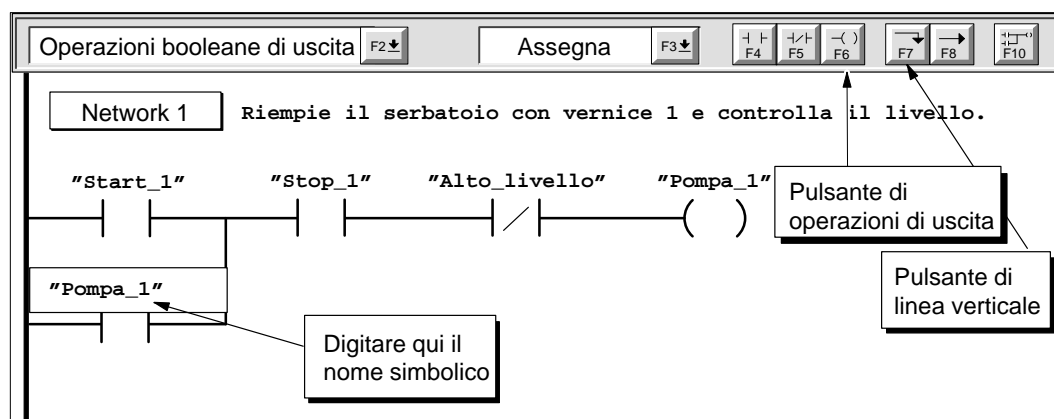 Operazioni booleane di uscita F2 Assegna F3 F4 F5 F6 F7 F8 F10
Network 1 Riempie il serbatoio con vernice 1 e controlla il livello.
"Start_1" "Stop_1" "Alto_livello" "Pompa_1"
Pulsante di
operazioni di uscita
"Pompa_1"
Pulsante di
linea verticale
Digitare qui il
nome simbolico